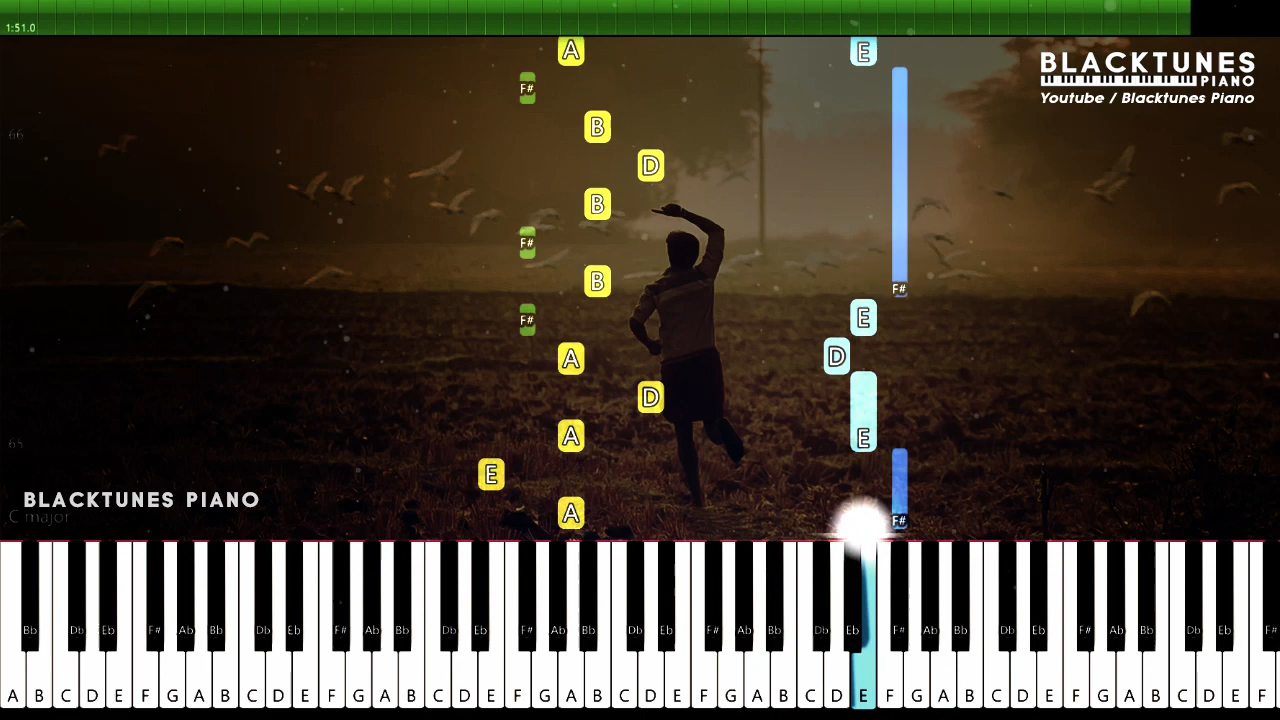 1:51.0
A
E
BLACKTUNES
PIANO
Youtube / Blacktunes Piano
F#
B
66
D
B
F#
B
F#
E
F#
A
D
D
A
E
65
E
BLACKTUNES PIANO
C major
A
F#
Bb Db Eb F# Ab Bb Db Eb F# Ab Bb Db Eb F# Ab Bb Db Eb F# Ab Bb Db Eb F# Ab Bb Db Eb F# Ab Bb Db Eb F#
A B C D E F G A B C D E F G A B C D E F G A B C D E F G A B C D E F G A B C D E F G A B C D E F